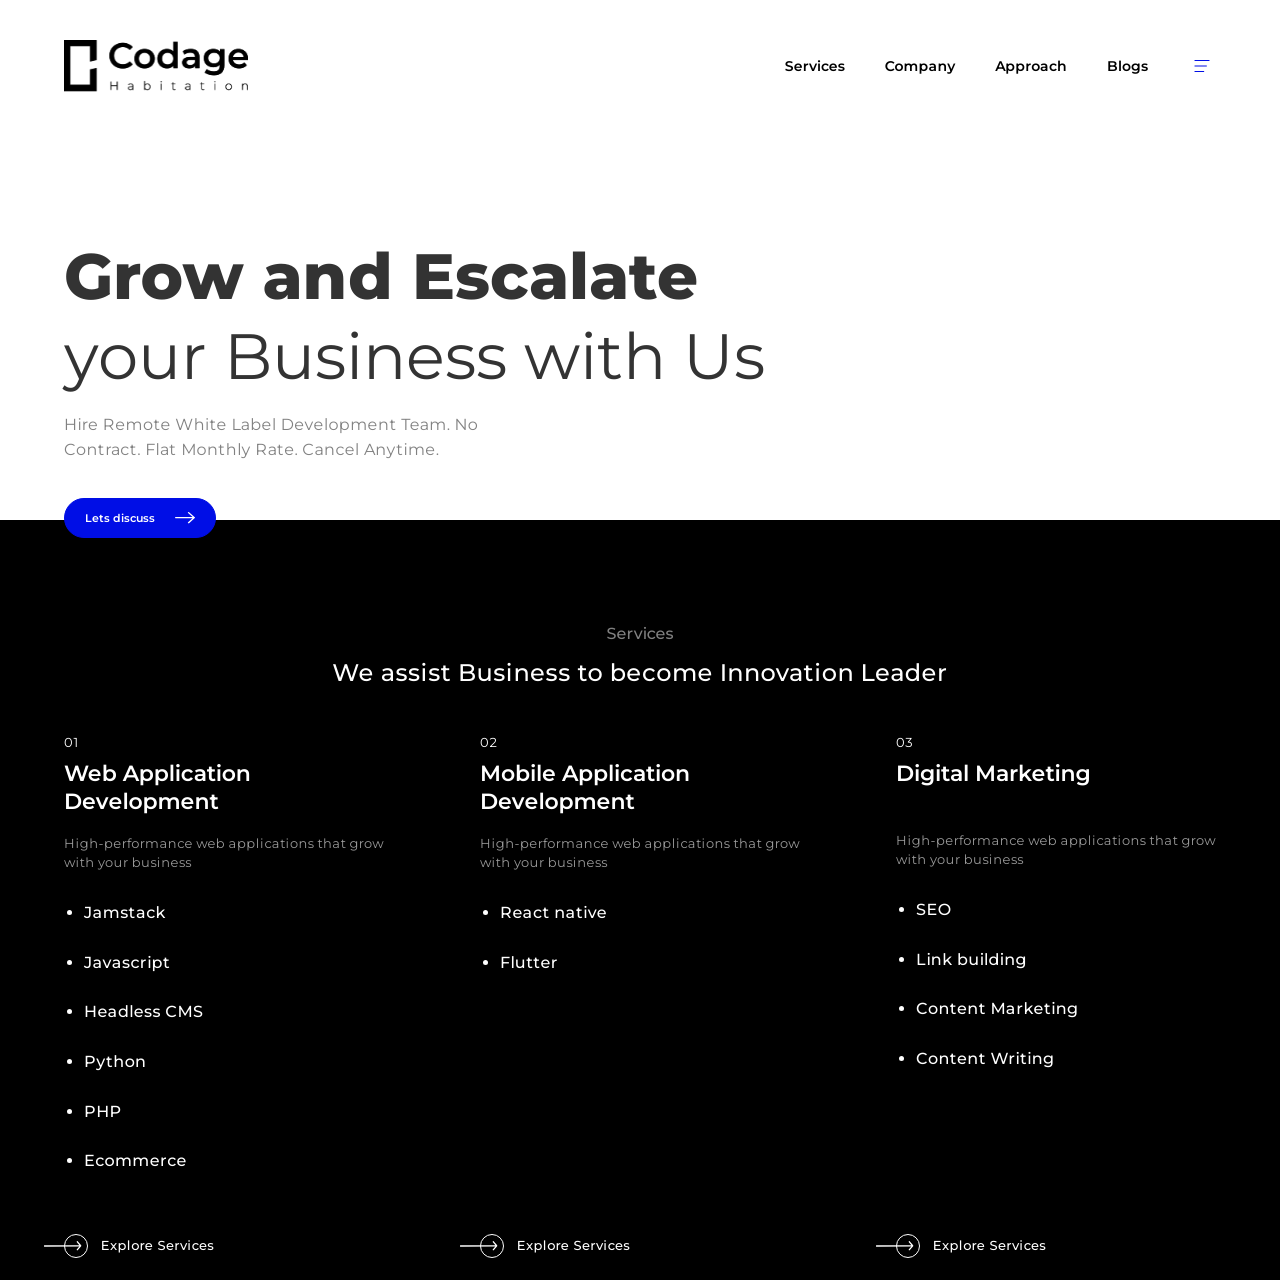 Codage
Habitation
Services Company Approach Blogs
Grow and Escalate
your Business with Us
Hire Remote White Label Development Team. No
Contract. Flat Monthly Rate. Cancel Anytime.
Lets discuss
Services
We assist Business to become Innovation Leader
01
Web Application
Development
High-performance web applications that grow
with your business
• Jamstack
• Javascript
• Headless CMS
• Python
• PHP
• Ecommerce
Explore Services
02
Mobile Application
Development
High-performance web applications that grow
with your business
• React native
• Flutter
Explore Services
03
Digital Marketing
High-performance web applications that grow
with your business
• SEO
• Link building
• Content Marketing
• Content Writing
Explore Services